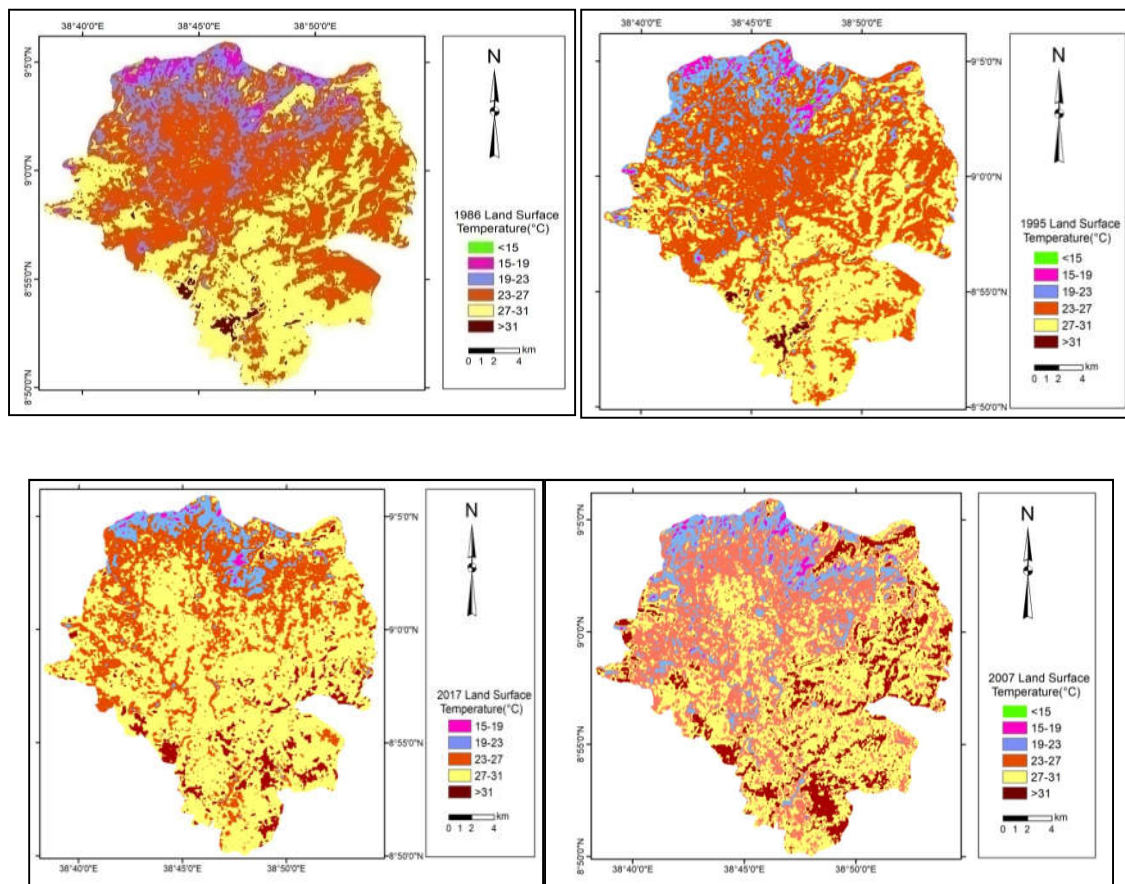 38°40'0"E 38°45'0"E 38°50'0"E
9°5'0"N
9°0'0"N
8°55'0"N
8°50'0"N
N
1986 Land Surface
Temperature(°C)
<15
15-19
19-23
23-27
27-31
>31
km
0 1 2 4
38°40'0"E 38°45'0"E 38°50'0"E
9°5'0"N
9°0'0"N
8°55'0"N
8°50'0"N
N
1995 Land Surface
Temperature(°C)
<15
15-19
19-23
23-27
27-31
>31
km
0 1 2 4
9°5'0"N
9°0'0"N
8°55'0"N
8°50'0"N
38°40'0"E 38°45'0"E 38°50'0"E
N
2017 Land Surface
Temperature(°C)
15-19
19-23
23-27
27-31
>31
km
0 1 2 4
9°5'0"N
9°0'0"N
8°55'0"N
8°50'0"N
38°40'0"E 38°45'0"E 38°50'0"E
N
2007 Land Surface
Temperature(°C)
<15
15-19
19-23
23-27
27-31
>31
km
0 1 2 4